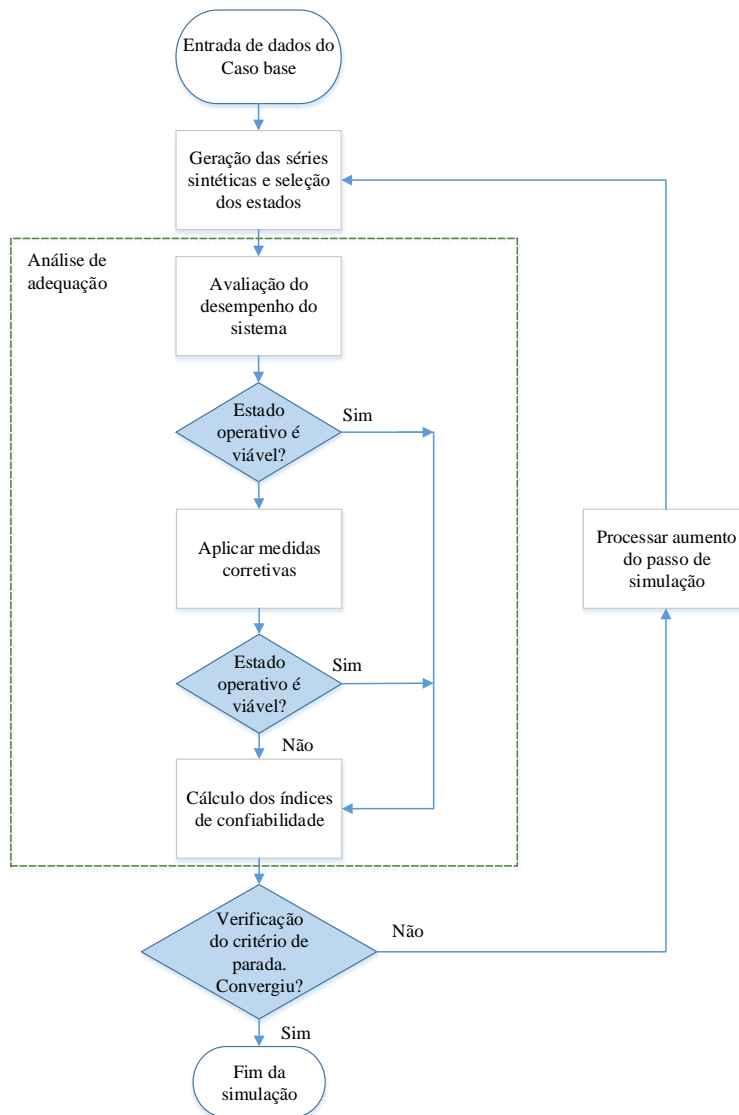 Entrada de dados do
Caso base
Geração das séries
sintéticas e seleção
dos estados
Análise de
adequação
Avaliação do
desempenho do
sistema
Estado
operativo é
viável?
Sim
Aplicar medidas
corretivas
Processar aumento
do passo de
simulação
Estado
operativo é
viável?
Sim
Não
Cálculo dos índices
de confiabilidade
Verificação
do critério de
parada.
Convergiu?
Não
Sim
Fim da
simulação